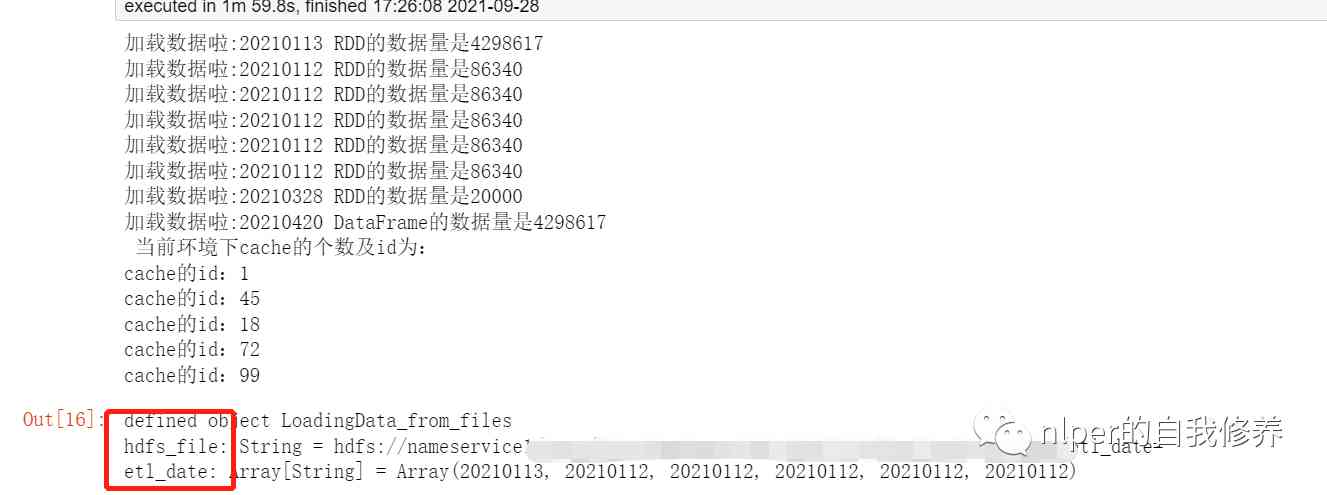 executed in 1m 59.8s, finished 17:26:08 2021-09-28
加载数据啦:20210113 RDD的数据量是4298617
加载数据啦:20210112 RDD的数据量是86340
加载数据啦:20210112 RDD的数据量是86340
加载数据啦:20210112 RDD的数据量是86340
加载数据啦:20210112 RDD的数据量是86340
加载数据啦:20210112 RDD的数据量是86340
加载数据啦:20210328 RDD的数据量是20000
加载数据啦:20210420 DataFrame的数据量是4298617
当前环境下cache的个数及id为:
cache的id: 1
cache的id: 45
cache的id: 18
cache的id: 72
cache的id: 99
Out[16]: defined object LoadingData_from_files
hdfs_file: String = hdfs://nameservice
etl_date: Array[String] = Array(20210113, 20210112, 20210112, 20210112, 20210112, 20210112)
nlper的自我修养